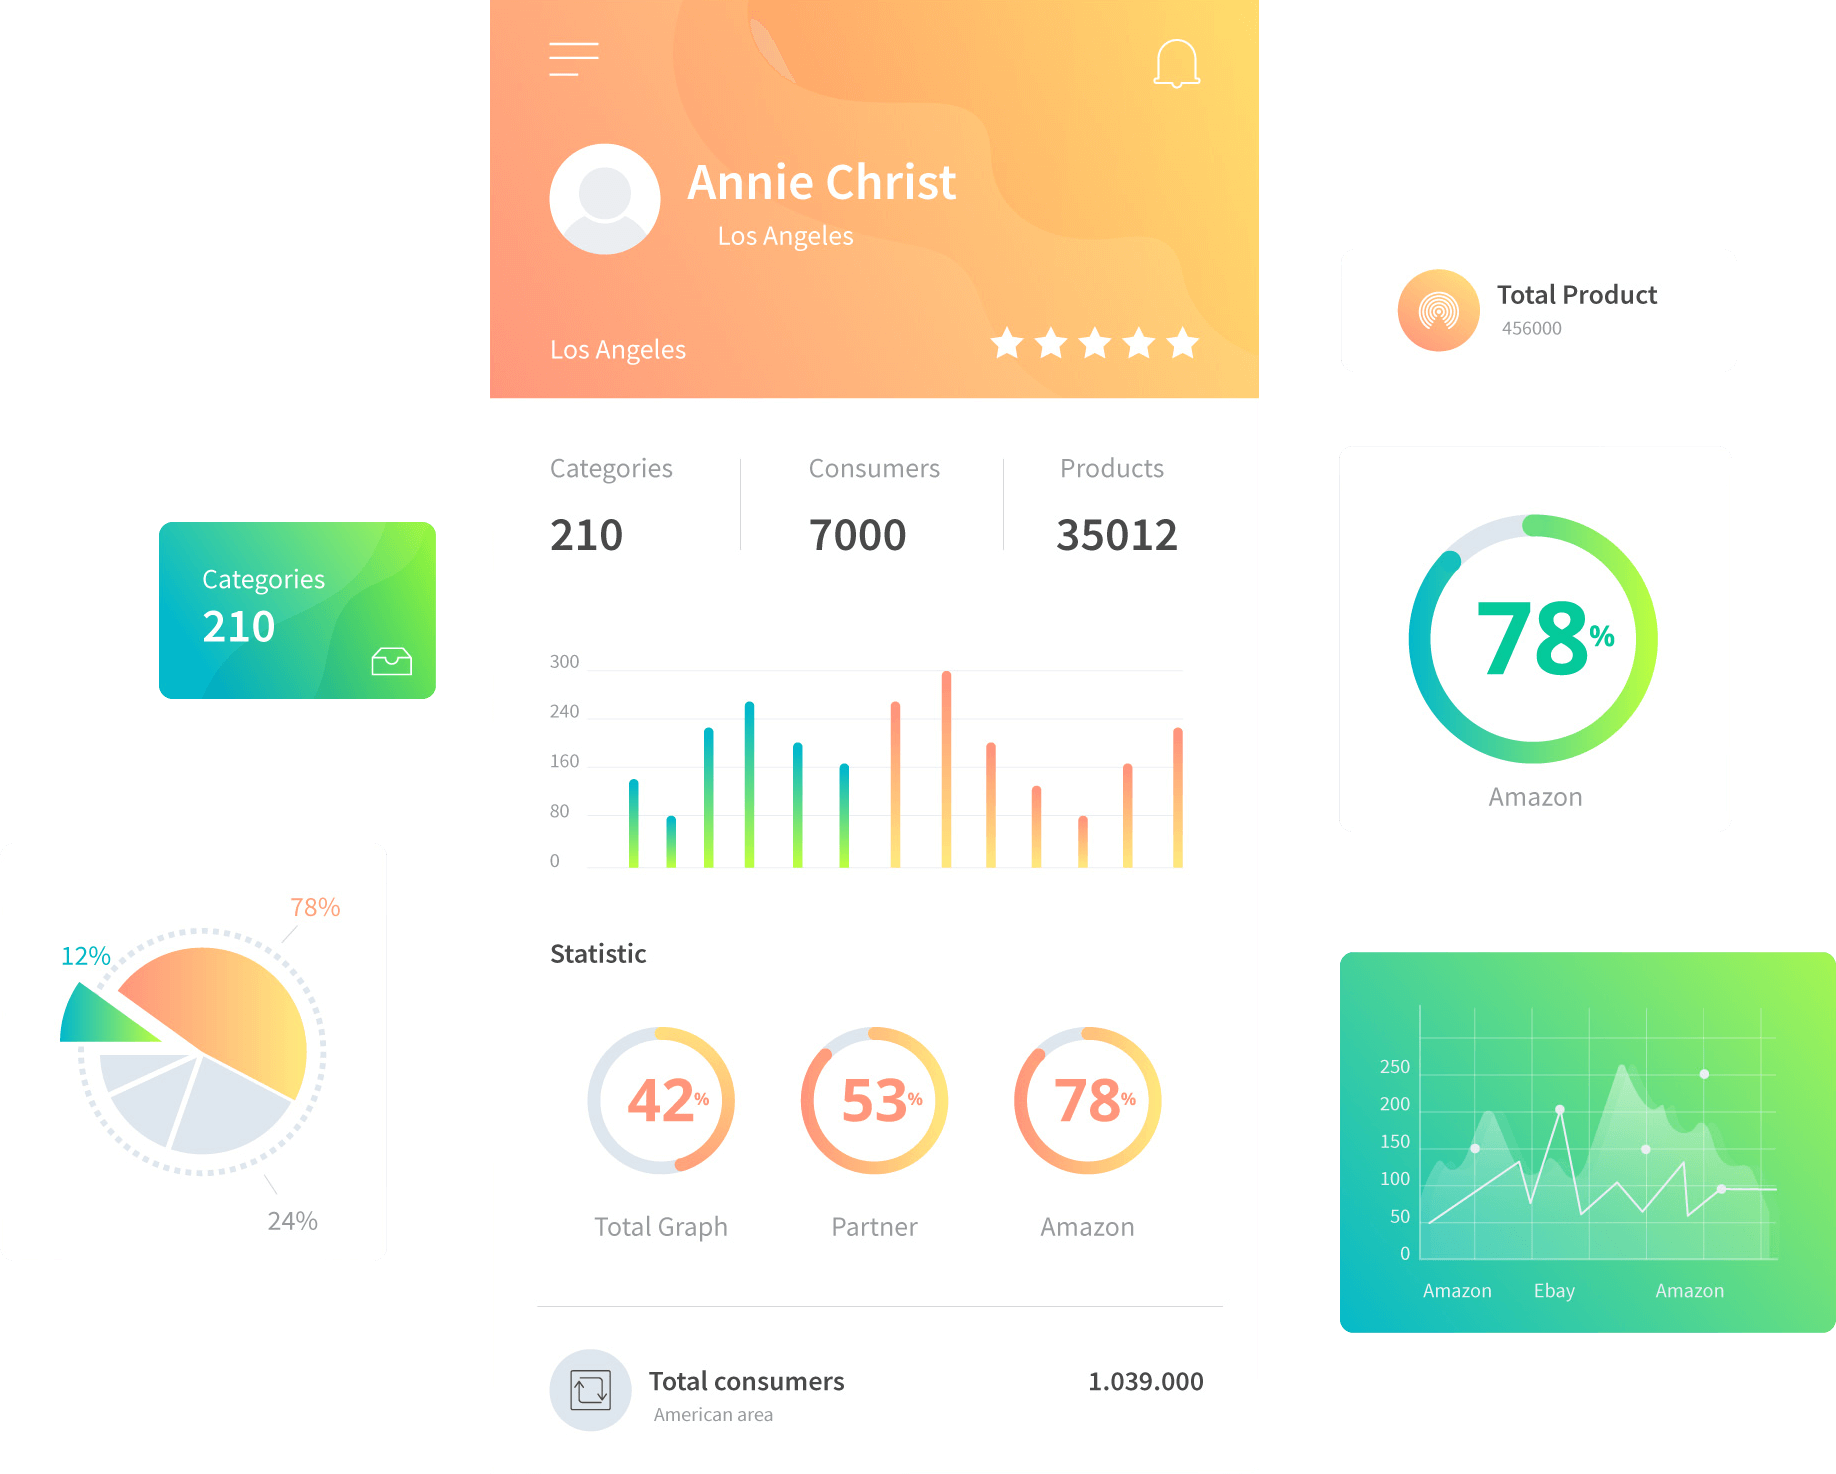 Annie Christ
Los Angeles
Los Angeles
Total Product
456000
Categories
210
Consumers
7000
Products
35012
Categories
210
300
240
160
80
0
78%
Amazon
78%
12%
24%
Statistic
42%
Total Graph
53%
Partner
78%
Amazon
250
200
150
100
50
0
Amazon Ebay Amazon
Total consumers 1.039.000
American area